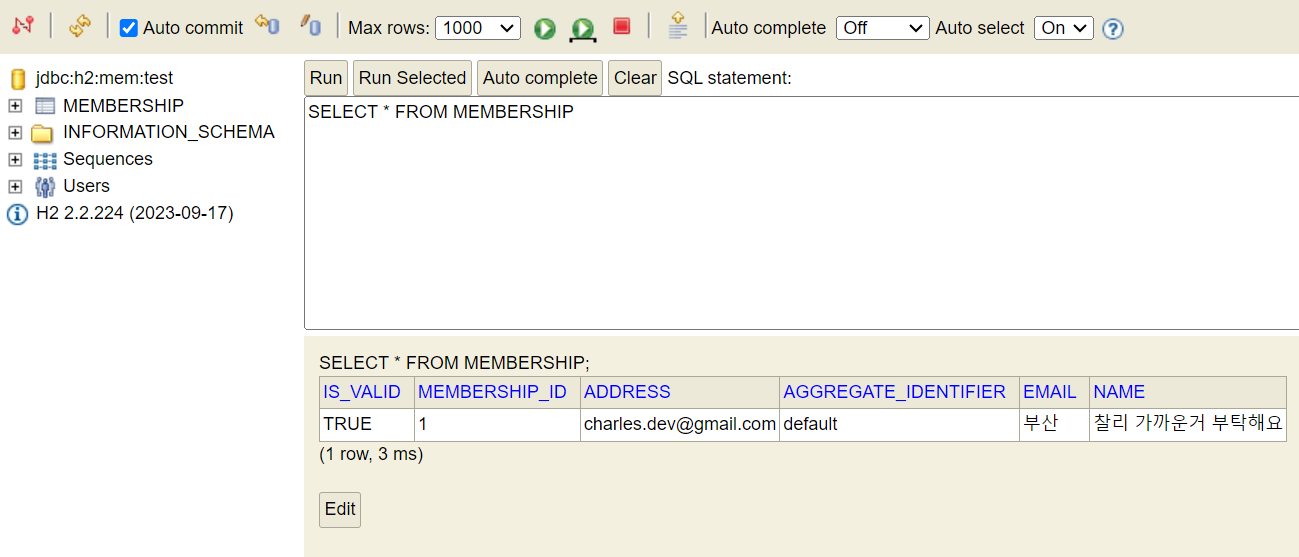 Auto commit Max rows: 1000 Auto complete Off Auto select On
jdbc:h2:mem:test
MEMBERSHIP
INFORMATION_SCHEMA
Sequences
Users
H2 2.2.224 (2023-09-17)
Run Run Selected Auto complete Clear SQL statement:
SELECT * FROM MEMBERSHIP
SELECT * FROM MEMBERSHIP;
IS_VALID MEMBERSHIP_ID ADDRESS AGGREGATE_IDENTIFIER EMAIL NAME
TRUE 1 charles.dev@gmail.com default 부산 찰리 가까운거 부탁해요
(1 row, 3 ms)
Edit